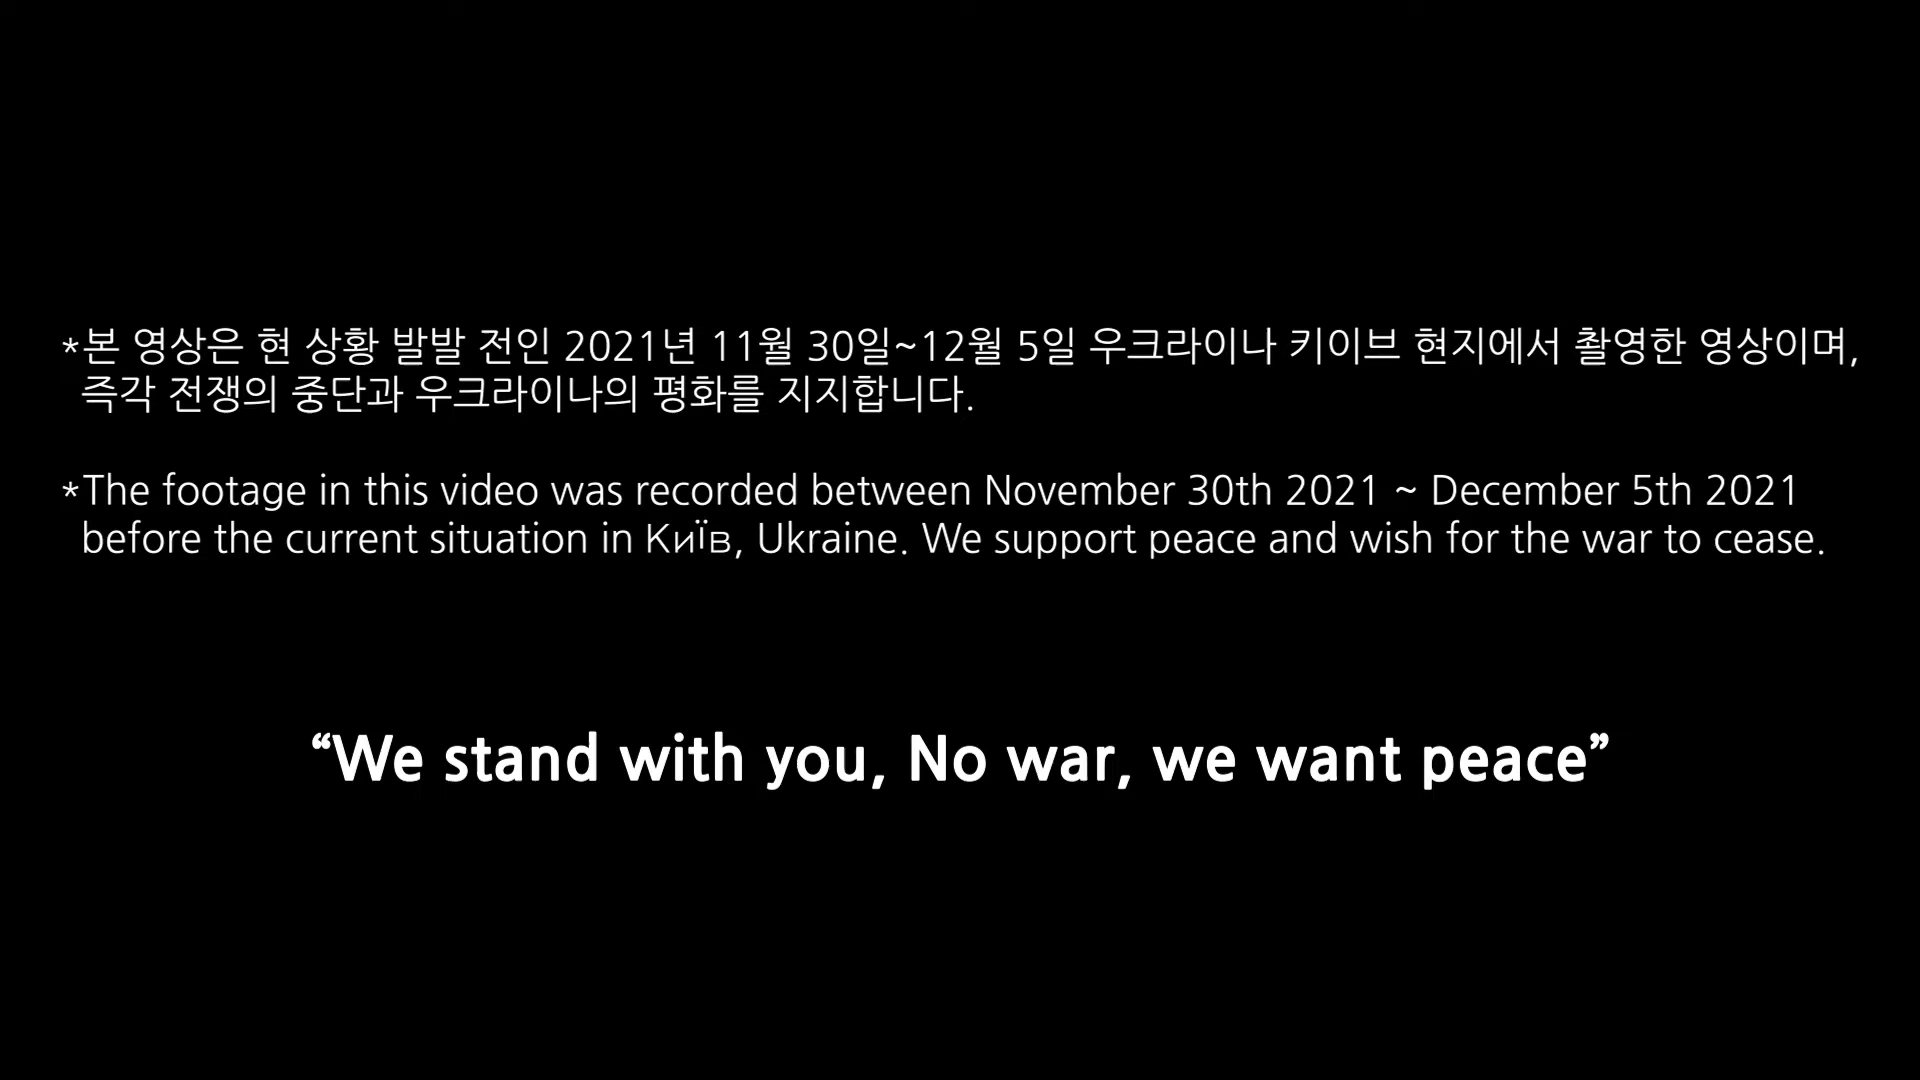 *본 영상은 현 상황 발발 전인 2021년 11월 30일~12월 5일 우크라이나 키이브 현지에서 촬영한 영상이며,
즉각 전쟁의 중단과 우크라이나의 평화를 지지합니다.
*The footage in this video was recorded between November 30th 2021 ~ December 5th 2021
before the current situation in Київ, Ukraine. We support peace and wish for the war to cease.
“We stand with you, No war, we want peace”